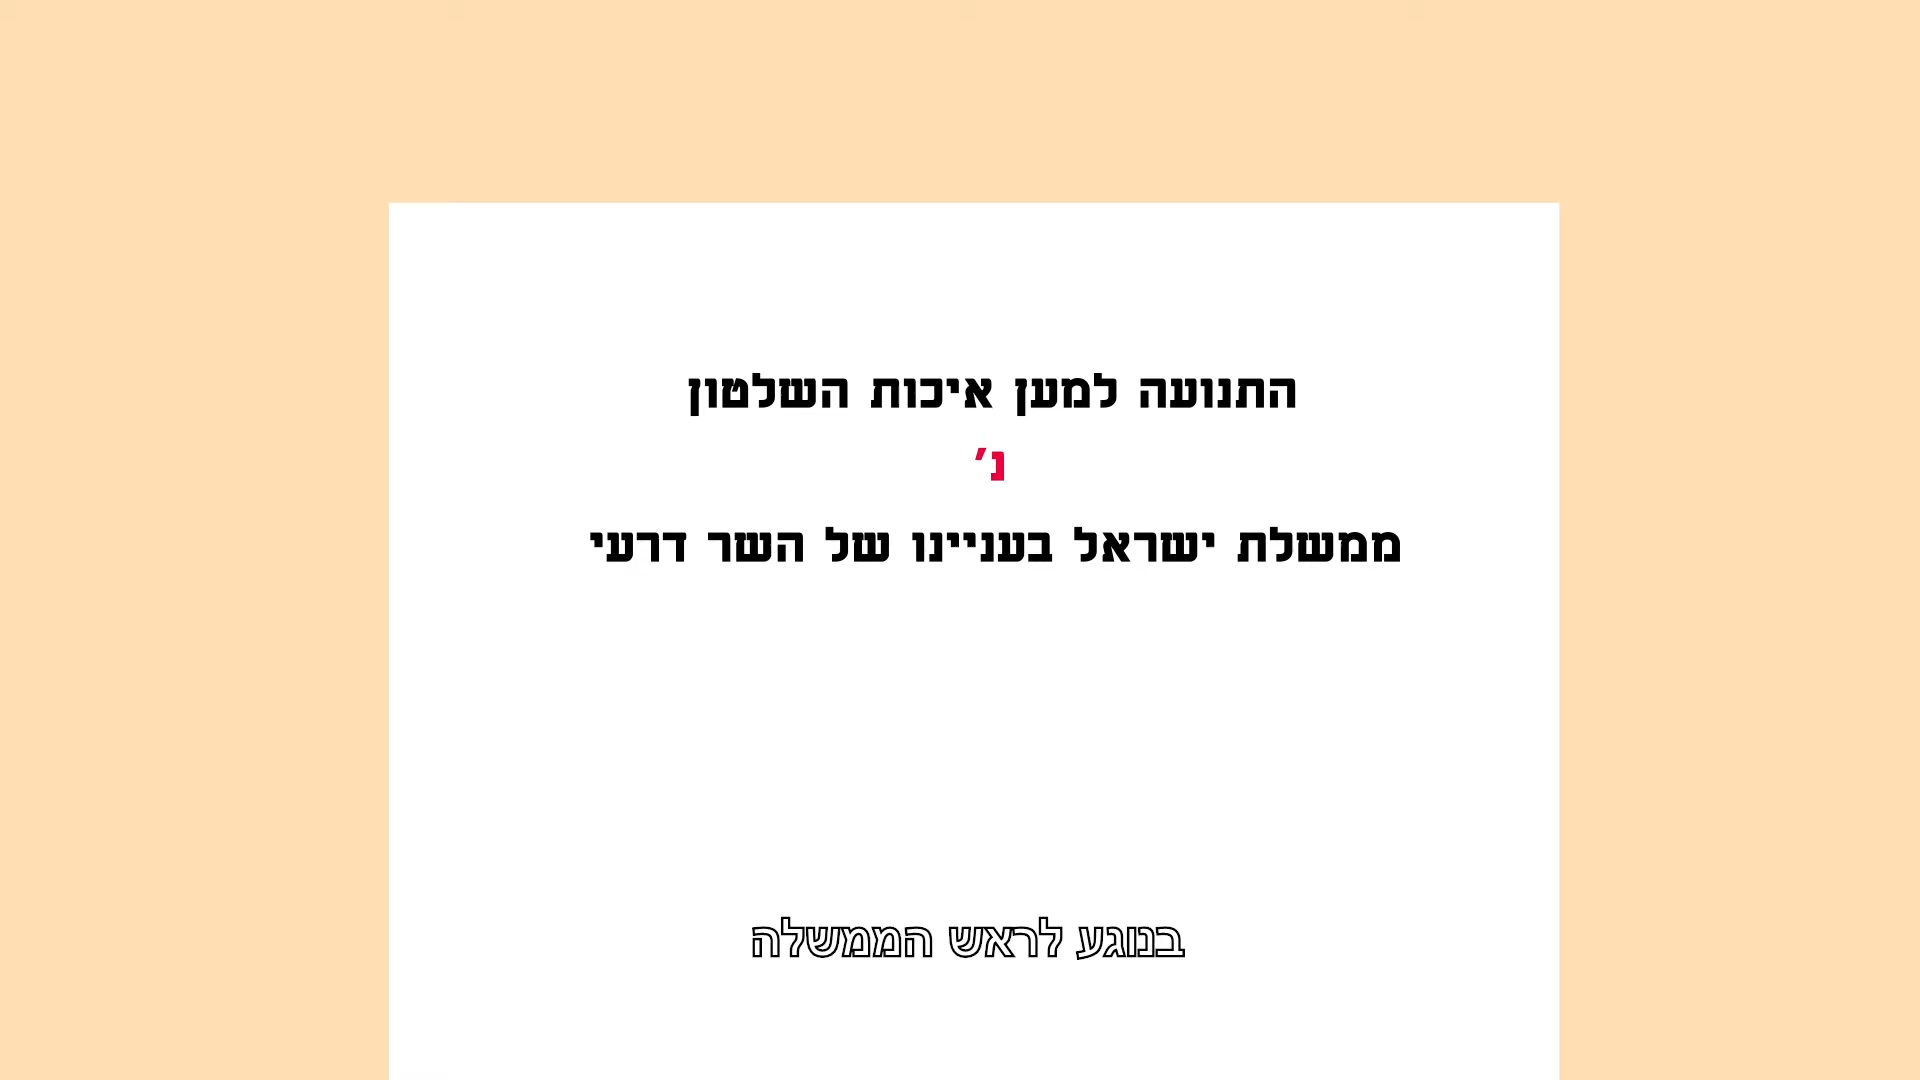 התנועה למען איכות השלטון
נ׳
ממשלת ישראל בעניינו של השר דרעי
בנוגע לראש הממשלה